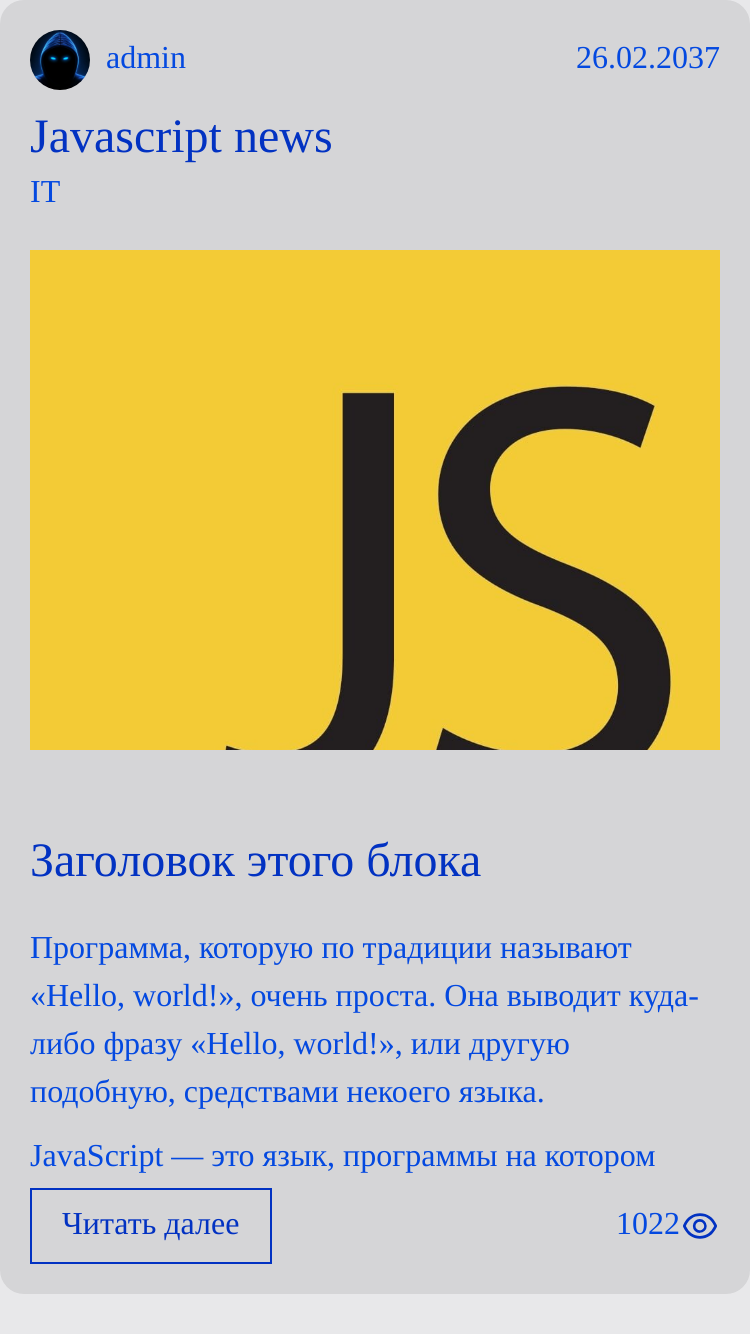 admin
26.02.2037
Javascript news
IT
JS
Заголовок этого блока
Программа, которую по традиции называют
«Hello, world!», очень проста. Она выводит куда-
либо фразу «Hello, world!», или другую
подобную, средствами некоего языка.
JavaScript — это язык, программы на котором
Читать далее
1022